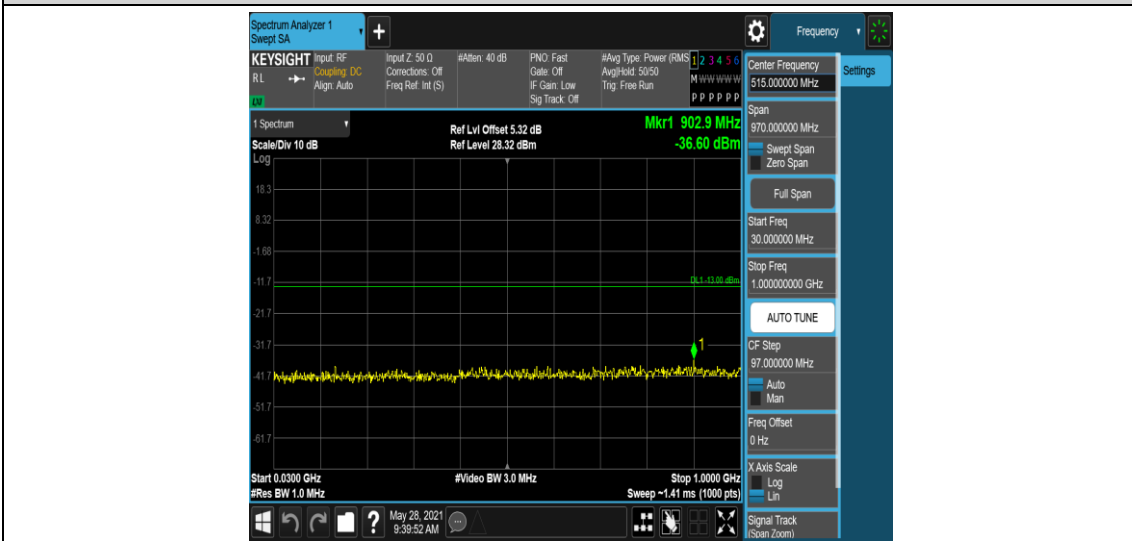 Spectrum Analyzer 1
Swept SA
+
Frequency
KEYSIGHT
RL
LXI
Input: RF
Coupling: DC
Align: Auto
Input Z: 50 Ω
Corrections: Off
Freq Ref: Int (S)
#Atten: 40 dB
PNO: Fast
Gate: Off
IF Gain: Low
Sig Track: Off
#Avg Type: Power (RMS
Avg|Hold: 50/50
Trig: Free Run
1 2 3 4 5 6
M W W W W W
P P P P P P
Center Frequency
515.000000 MHz
Settings
Span
970.000000 MHz
Swept Span
Zero Span
Full Span
Start Freq
30.000000 MHz
Stop Freq
1.000000000 GHz
AUTO TUNE
CF Step
97.000000 MHz
Auto
Man
Freq Offset
0 Hz
X Axis Scale
Log
Lin
Signal Track
(Span Zoom)
1 Spectrum
Scale/Div 10 dB
Log
Ref Lvl Offset 5.32 dB
Ref Level 28.32 dBm
Mkr1 902.9 MHz
-36.60 dBm
18.3
8.32
-1.68
-11.7
DL1 -13.00 dBm
-21.7
-31.7
1
-41.7
-51.7
-61.7
Start 0.0300 GHz
#Res BW 1.0 MHz
#Video BW 3.0 MHz
Stop 1.0000 GHz
Sweep ~1.41 ms (1000 pts)
?
May 28, 2021
9:39:52 AM